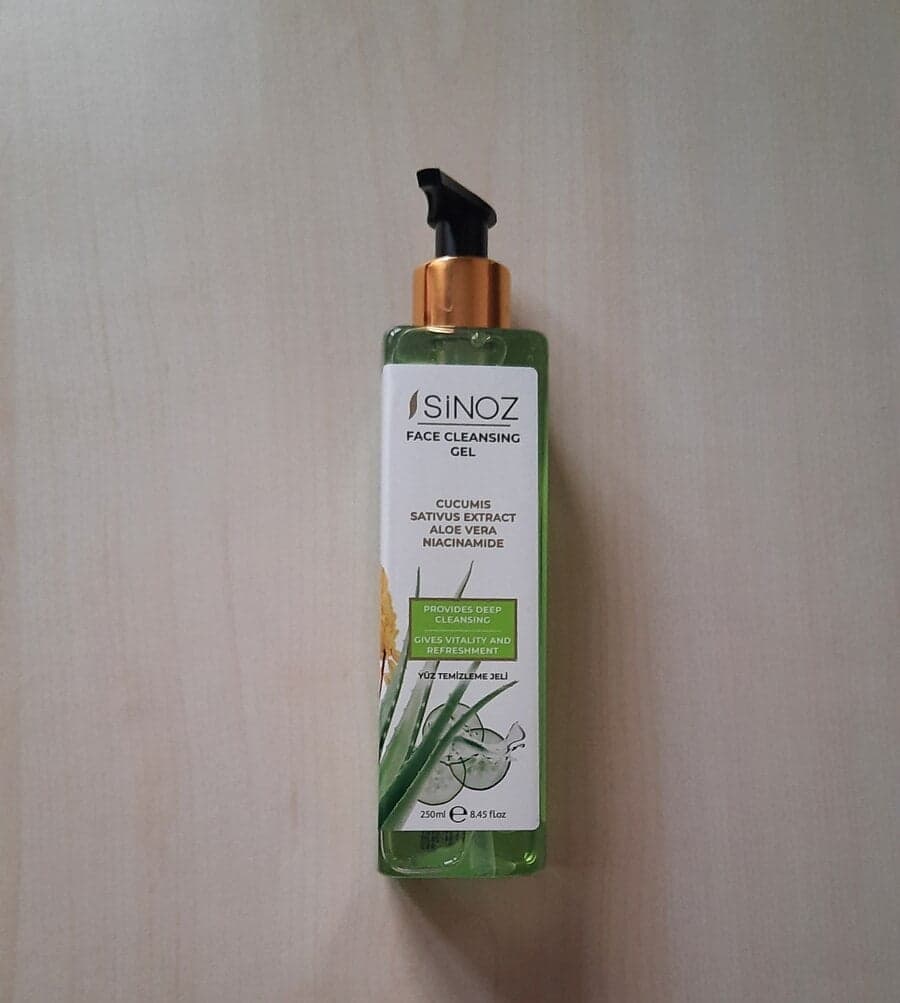 SiNOZ
FACE CLEANSING
GEL
CUCUMIS
SATIVUS EXTRACT
ALOE VERA
NIACINAMIDE
PROVIDES DEEP
CLEANSING
GIVES VITALITY AND
REFRESHMENT
YÜZ TEMİZLEME JELİ
250ml e 8.45 fl.oz